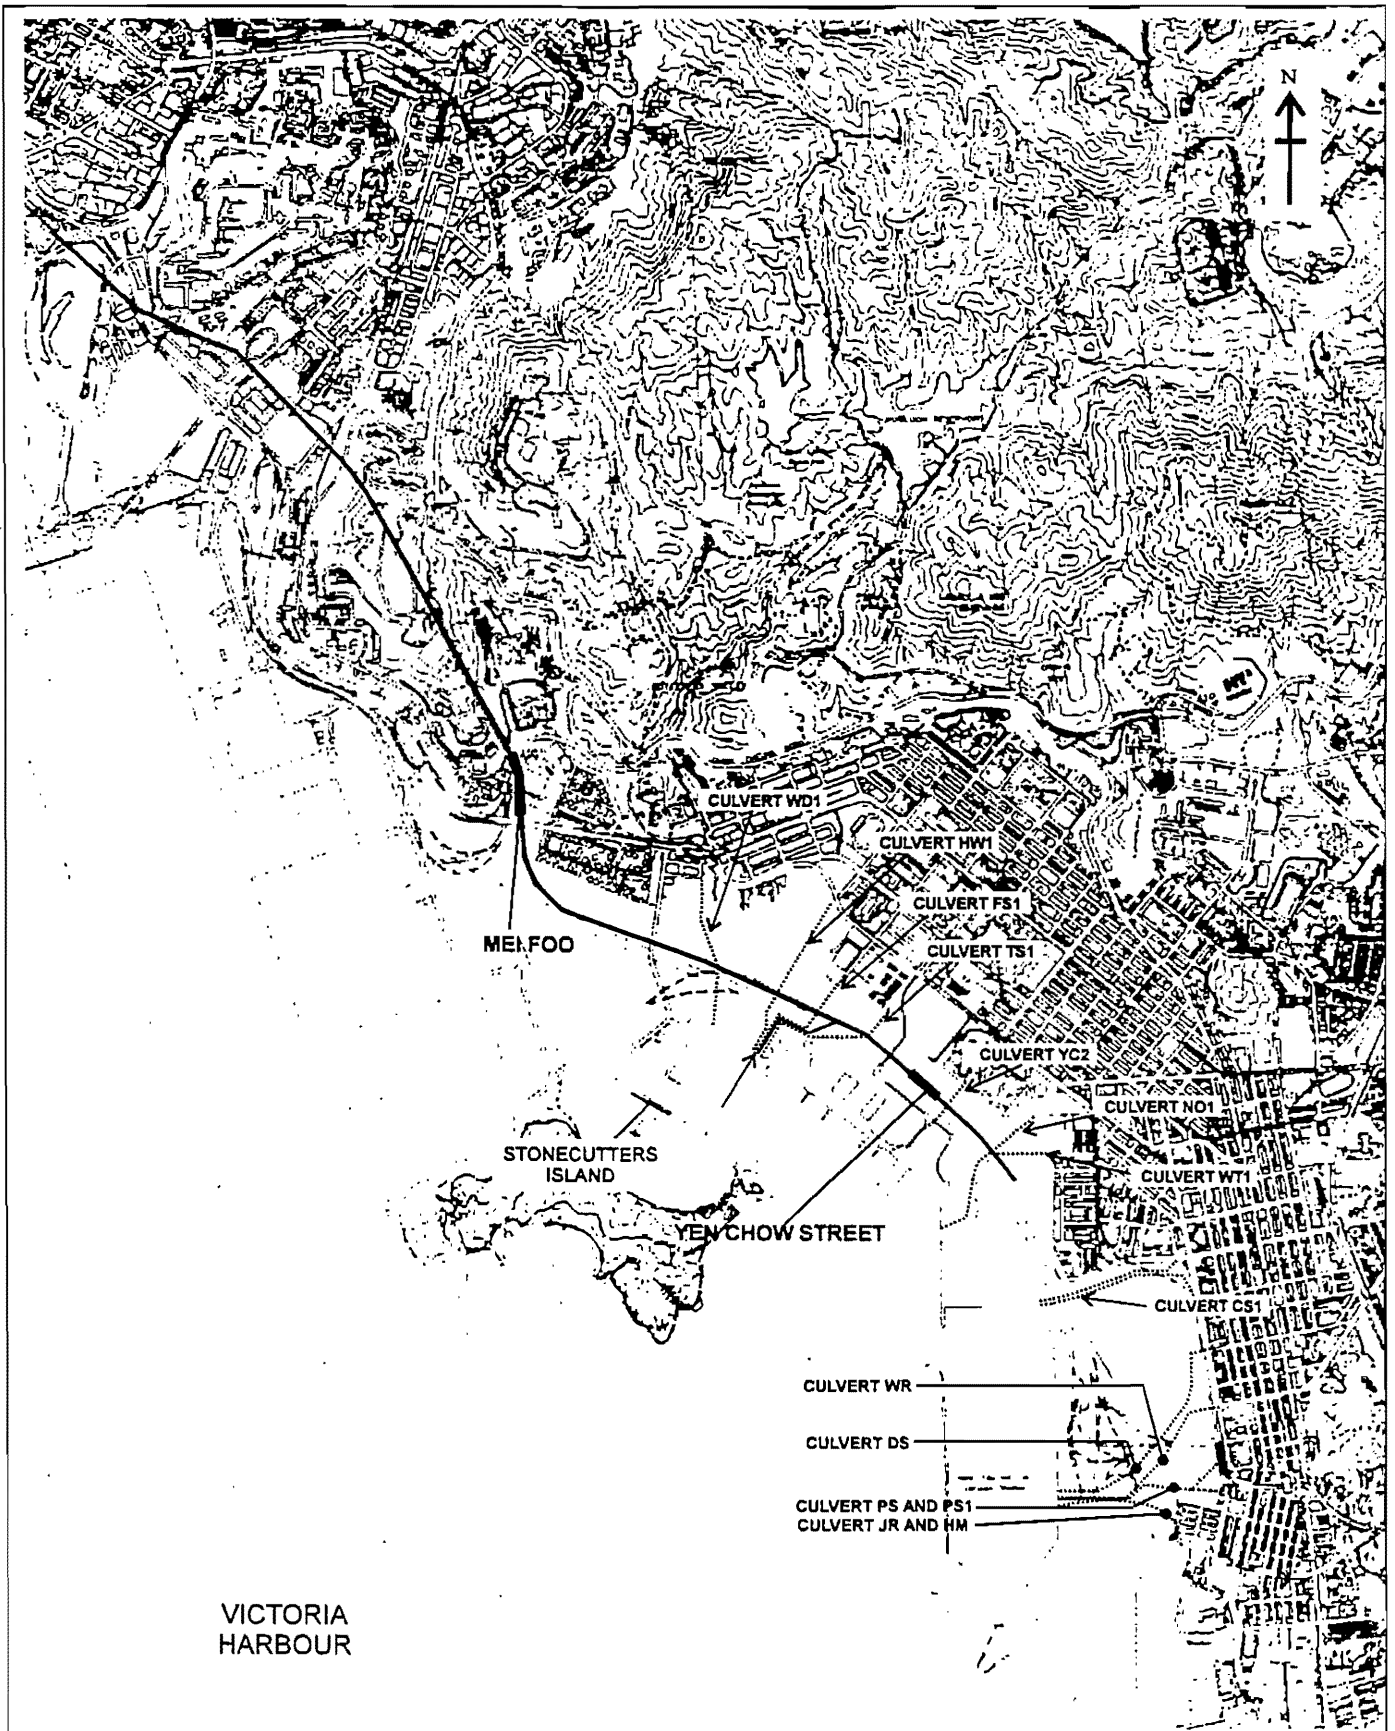 N
CULVERT WD1
CULVERT HW1
CULVERT FS1
CULVERT TS1
MEI FOO
CULVERT YC2
CULVERT NO1
STONECUTTERS
ISLAND
CULVERT WT1
YEN CHOW STREET
CULVERT CS1
CULVERT WR
CULVERT DS
CULVERT PS AND PS1
CULVERT JR AND HM
VICTORIA
HARBOUR